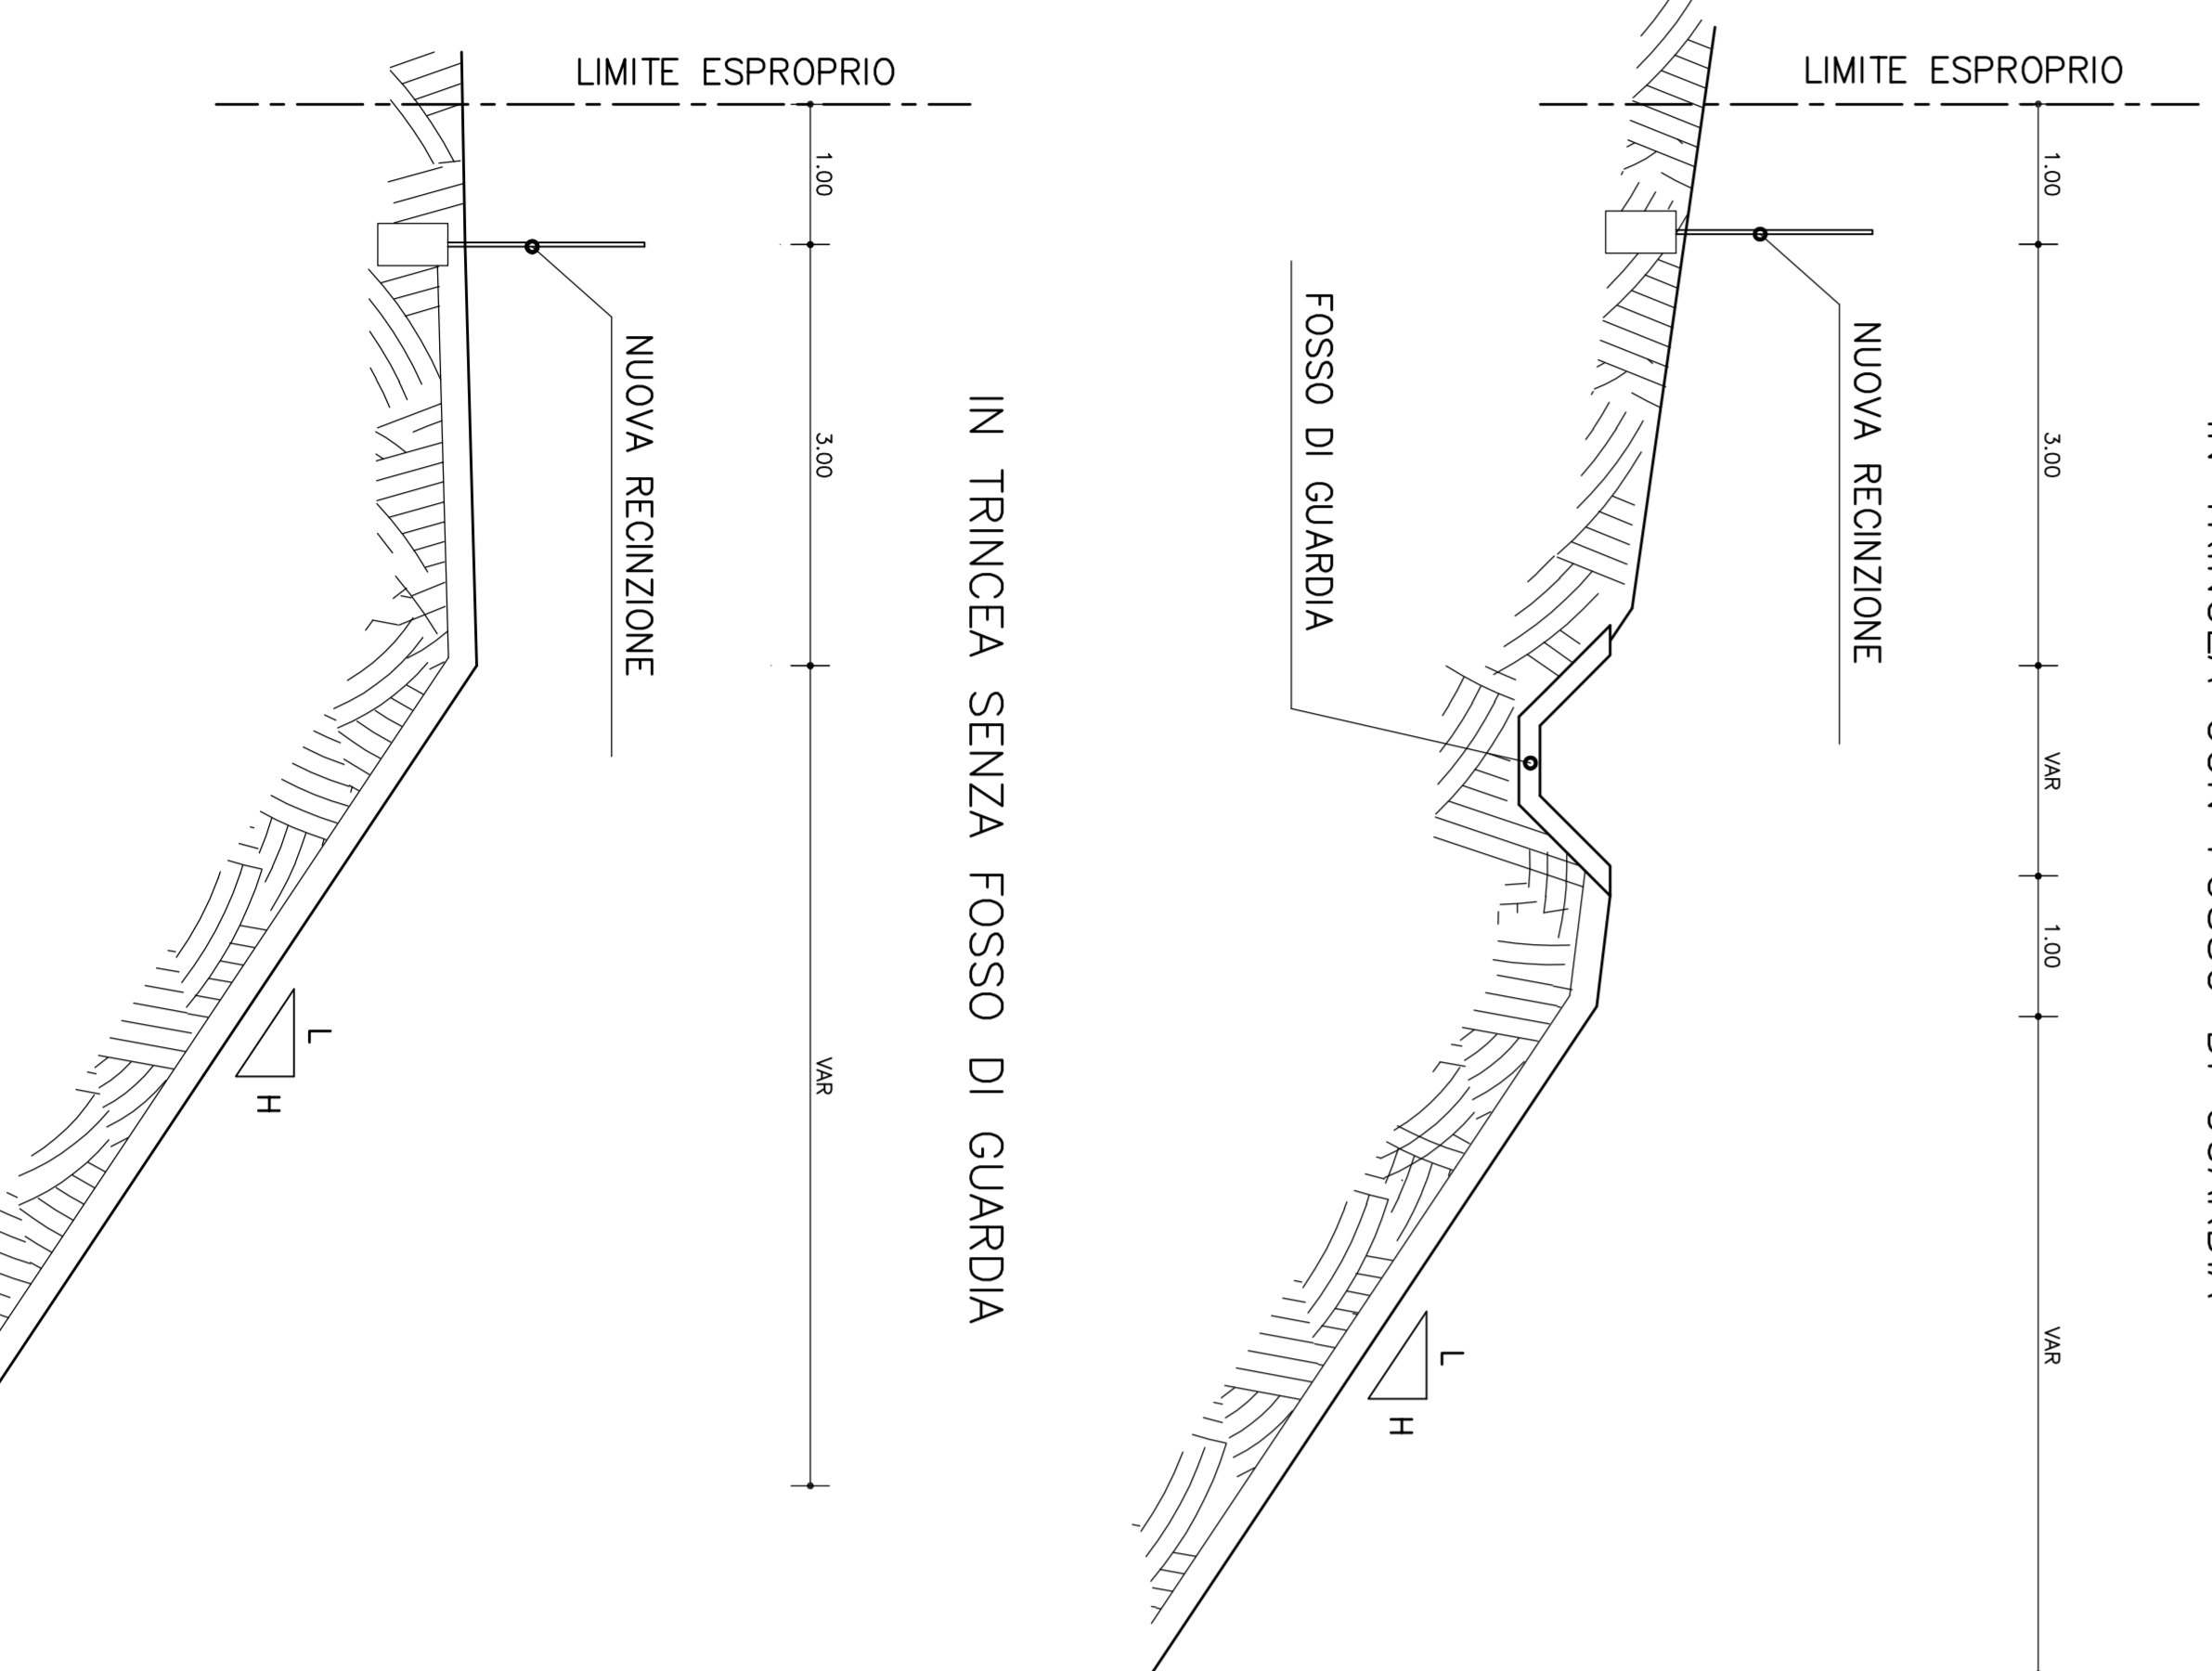 LIMITE ESPROPRIO
1.00
3.00
VAR
NUOVA RECINZIONE
IN TRINCEA SENZA FOSSO DI GUARDIA
L
H
LIMITE ESPROPRIO
1.00
3.00
VAR
1.00
VAR
NUOVA RECINZIONE
FOSSO DI GUARDIA
L
H